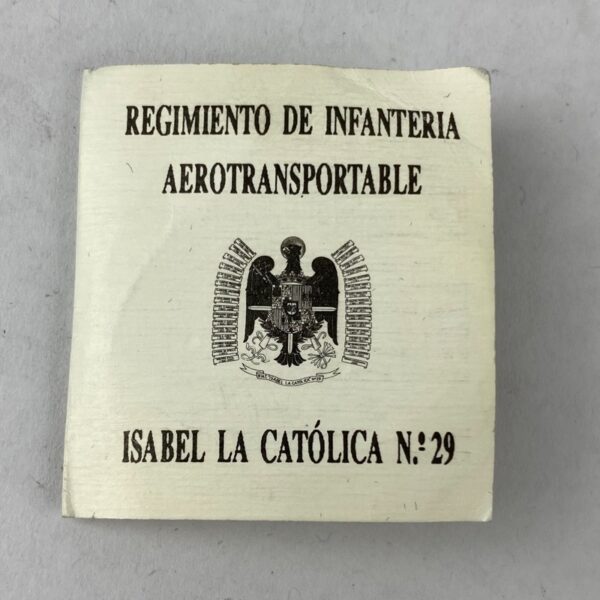 REGIMIENTO DE INFANTERIA
AEROTRANSPORTABLE
ISABEL LA CATÓLICA N.º 29